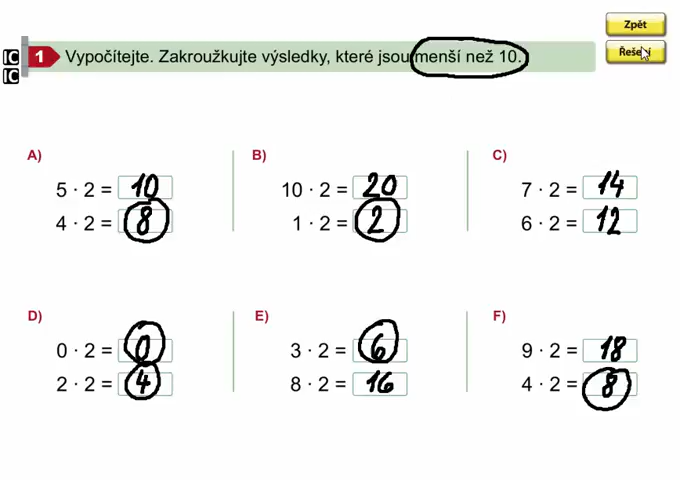 Zpět
1 Vypočítejte. Zakroužkujte výsledky, které jsou menší než 10.
Řešení
IC
IC
A)
5 · 2 = 10
4 · 2 = 8
B)
10 · 2 = 20
1 · 2 = 2
C)
7 · 2 = 14
6 · 2 = 12
D)
0 · 2 = 0
2 · 2 = 4
E)
3 · 2 = 6
8 · 2 = 16
F)
9 · 2 = 18
4 · 2 = 8